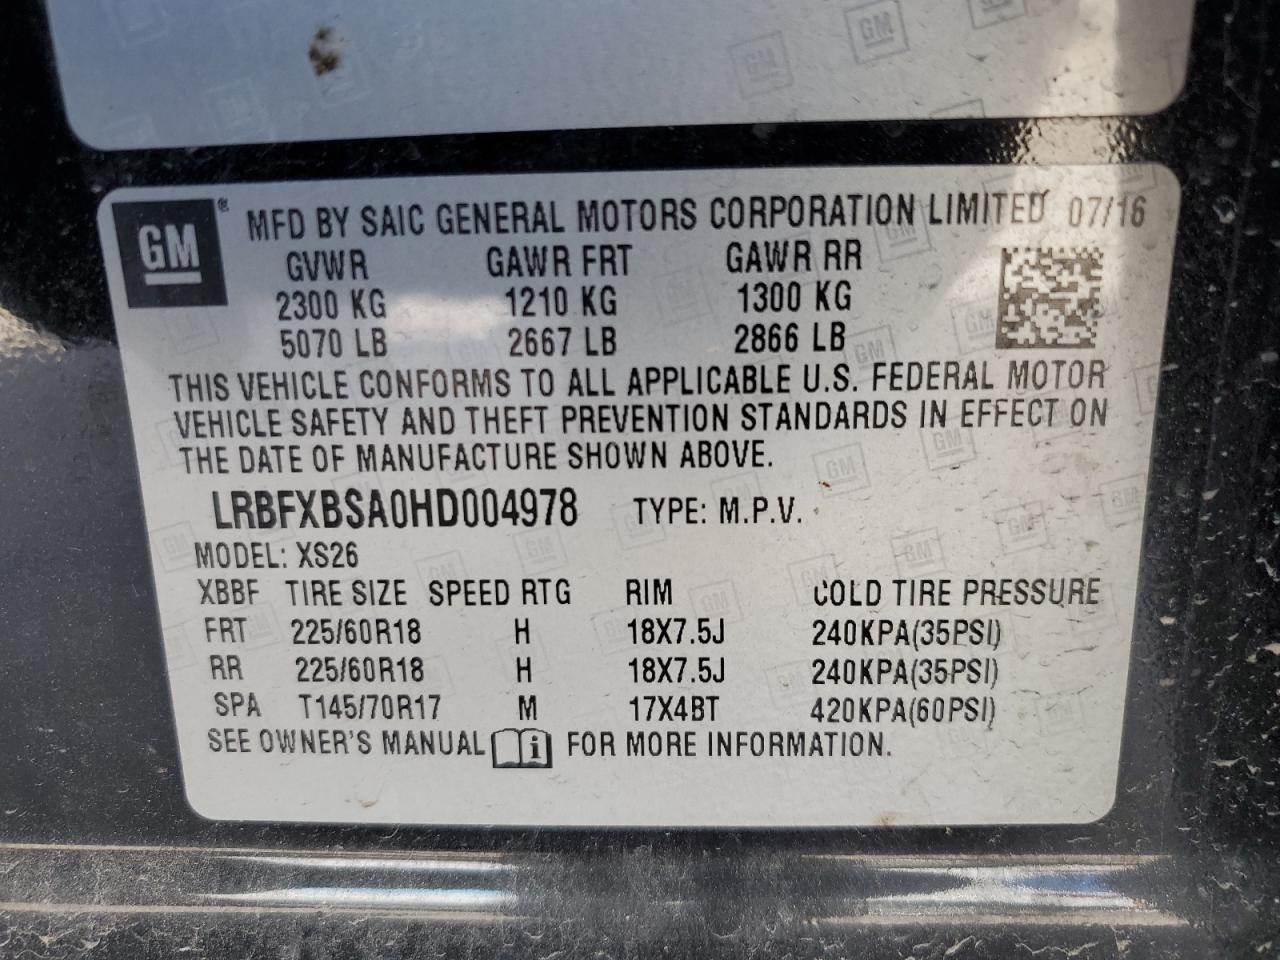 GM ® MFD BY SAIC GENERAL MOTORS CORPORATION LIMITED 07/16
GVWR GAWR FRT GAWR RR
2300 KG 1210 KG 1300 KG
5070 LB 2667 LB 2866 LB
THIS VEHICLE CONFORMS TO ALL APPLICABLE U.S. FEDERAL MOTOR
VEHICLE SAFETY AND THEFT PREVENTION STANDARDS IN EFFECT ON
THE DATE OF MANUFACTURE SHOWN ABOVE.
LRBFXBSA0HD004978 TYPE: M.P.V.
MODEL: XS26
XBBF TIRE SIZE SPEED RTG RIM COLD TIRE PRESSURE
FRT 225/60R18 H 18X7.5J 240KPA(35PSI)
RR 225/60R18 H 18X7.5J 240KPA(35PSI)
SPA T145/70R17 M 17X4BT 420KPA(60PSI)
SEE OWNER'S MANUAL i FOR MORE INFORMATION.